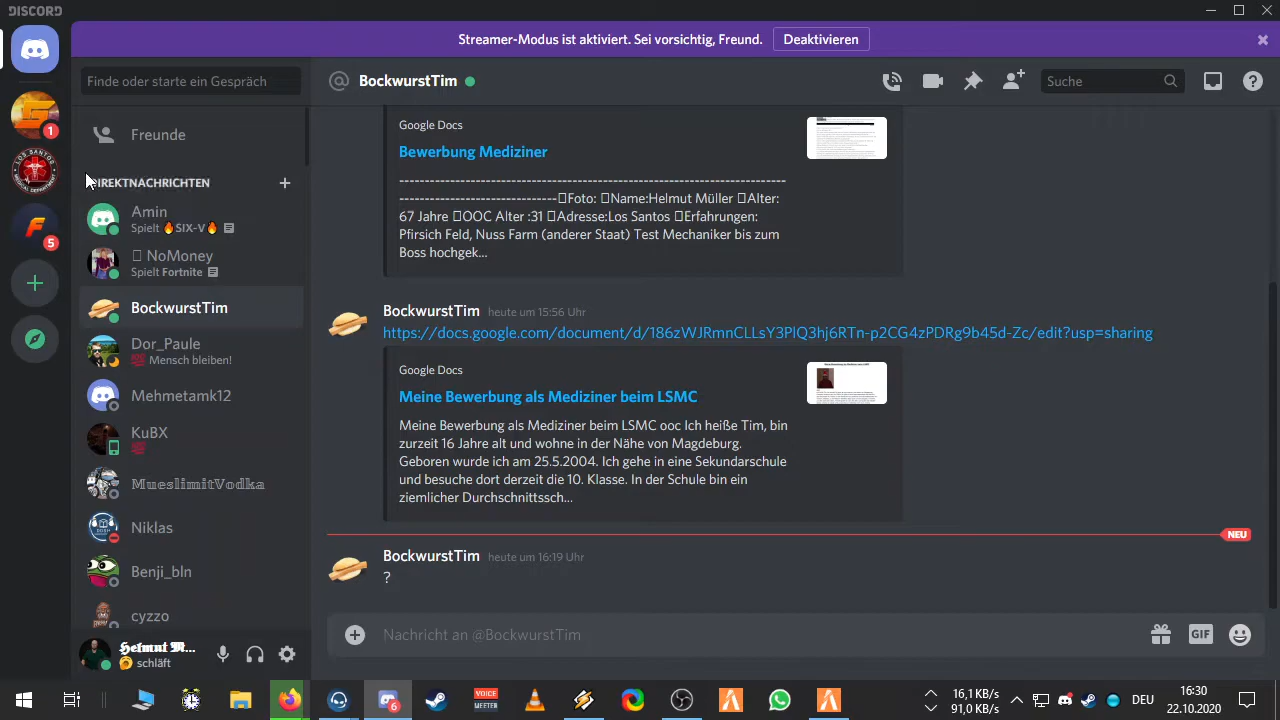 DISCORD
Streamer-Modus ist aktiviert. Sei vorsichtig, Freund.
Deaktivieren
Finde oder starte ein Gespräch
BockwurstTim
Suche
1
5
DIREKTNACHRICHTEN
Amin
Spielt 🔥SIX-V🔥
NoMoney
Spielt Fortnite
BockwurstTim
Dor_Paule
💯 Mensch bleiben!
Mustamstamk12
KuBX
💯
𝕄𝕦𝕖𝕤𝕝𝕚𝕞𝕚𝕥𝕍𝕠𝕕𝕜𝕒
Niklas
Benji_bln
cyzzo
schläft
Google Docs
Bewerbung Mediziner
---------------------------------------------------------------------------
-------------------------------Foto: Name:Helmut Müller Alter:
67 Jahre OOC Alter :31 Adresse:Los Santos Erfahrungen:
Pfirsich Feld, Nuss Farm (anderer Staat) Test Mechaniker bis zum
Boss hochgek...
BockwurstTim heute um 15:56 Uhr
https://docs.google.com/document/d/186zWJRmnCLLsY3PlQ3hj6RTn-p2CG4zPDRg9b45d-Zc/edit?usp=sharing
Google Docs
Meine Bewerbung als Mediziner beim LSMC
Meine Bewerbung als Mediziner beim LSMC ooc Ich heiße Tim, bin
zurzeit 16 Jahre alt und wohne in der Nähe von Magdeburg.
Geboren wurde ich am 25.5.2004. Ich gehe in eine Sekundarschule
und besuche dort derzeit die 10. Klasse. In der Schule bin ein
ziemlicher Durchschnittssch...
NEU
BockwurstTim heute um 16:19 Uhr
?
Nachricht an @BockwurstTim
GIF
VOICE
MEETER
6
16,1 KB/s
91,0 KB/s
DEU
16:30
22.10.2020